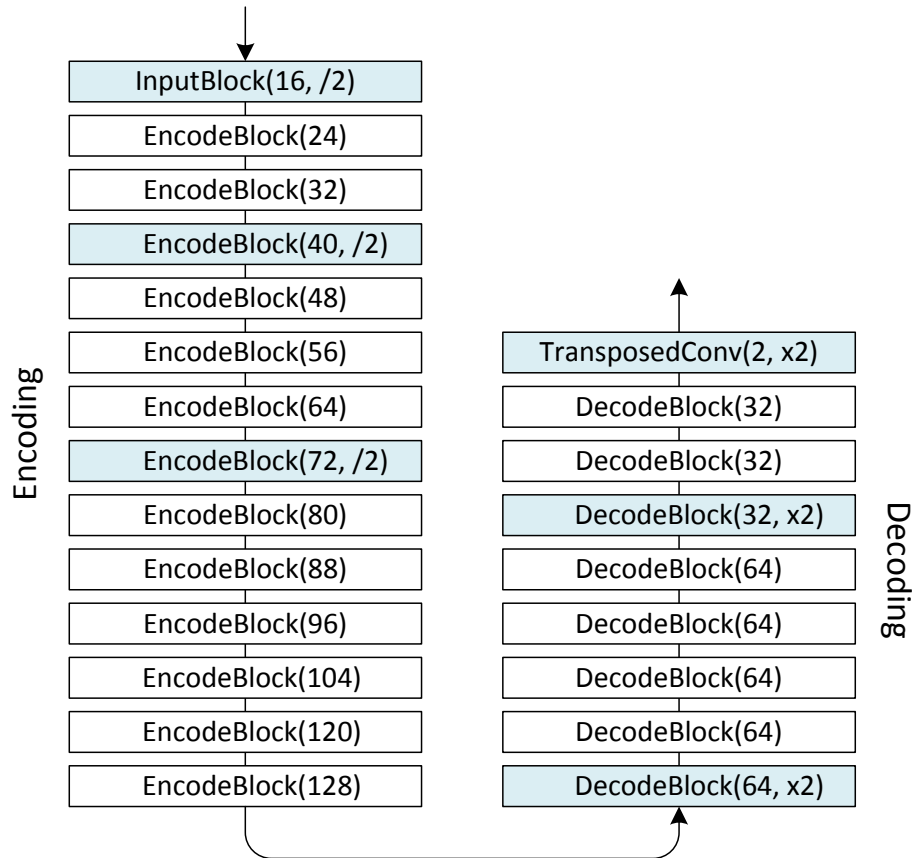 InputBlock(16, /2)
EncodeBlock(24)
EncodeBlock(32)
EncodeBlock(40, /2)
EncodeBlock(48)
EncodeBlock(56)
EncodeBlock(64)
EncodeBlock(72, /2)
EncodeBlock(80)
EncodeBlock(88)
EncodeBlock(96)
EncodeBlock(104)
EncodeBlock(120)
EncodeBlock(128)
Encoding
TransposedConv(2, x2)
DecodeBlock(32)
DecodeBlock(32)
DecodeBlock(32, x2)
DecodeBlock(64)
DecodeBlock(64)
DecodeBlock(64)
DecodeBlock(64)
DecodeBlock(64, x2)
Decoding